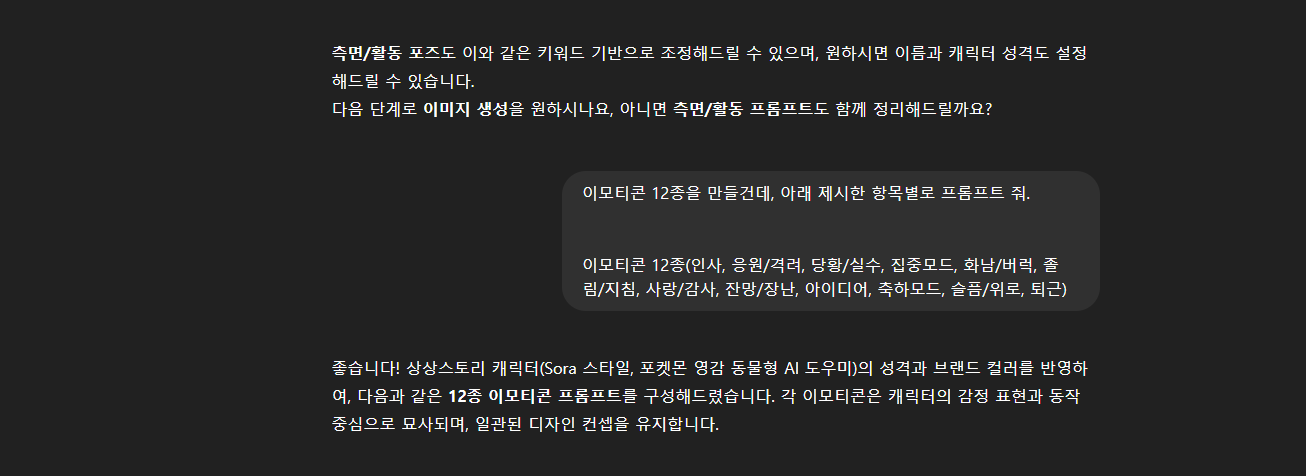 측면/활동 포즈도 이와 같은 키워드 기반으로 조정해드릴 수 있으며, 원하시면 이름과 캐릭터 성격도 설정
해드릴 수 있습니다.
다음 단계로 이미지 생성을 원하시나요, 아니면 측면/활동 프롬프트도 함께 정리해드릴까요?
이모티콘 12종을 만들건데, 아래 제시한 항목별로 프롬프트 줘.
이모티콘 12종(인사, 응원/격려, 당황/실수, 집중모드, 화남/버럭, 졸
림/지침, 사랑/감사, 잔망/장난, 아이디어, 축하모드, 슬픔/위로, 퇴근)
좋습니다! 상상스토리 캐릭터(Sora 스타일, 포켓몬 영감 동물형 AI 도우미)의 성격과 브랜드 컬러를 반영하
여, 다음과 같은 12종 이모티콘 프롬프트를 구성해드렸습니다. 각 이모티콘은 캐릭터의 감정 표현과 동작
중심으로 묘사되며, 일관된 디자인 컨셉을 유지합니다.